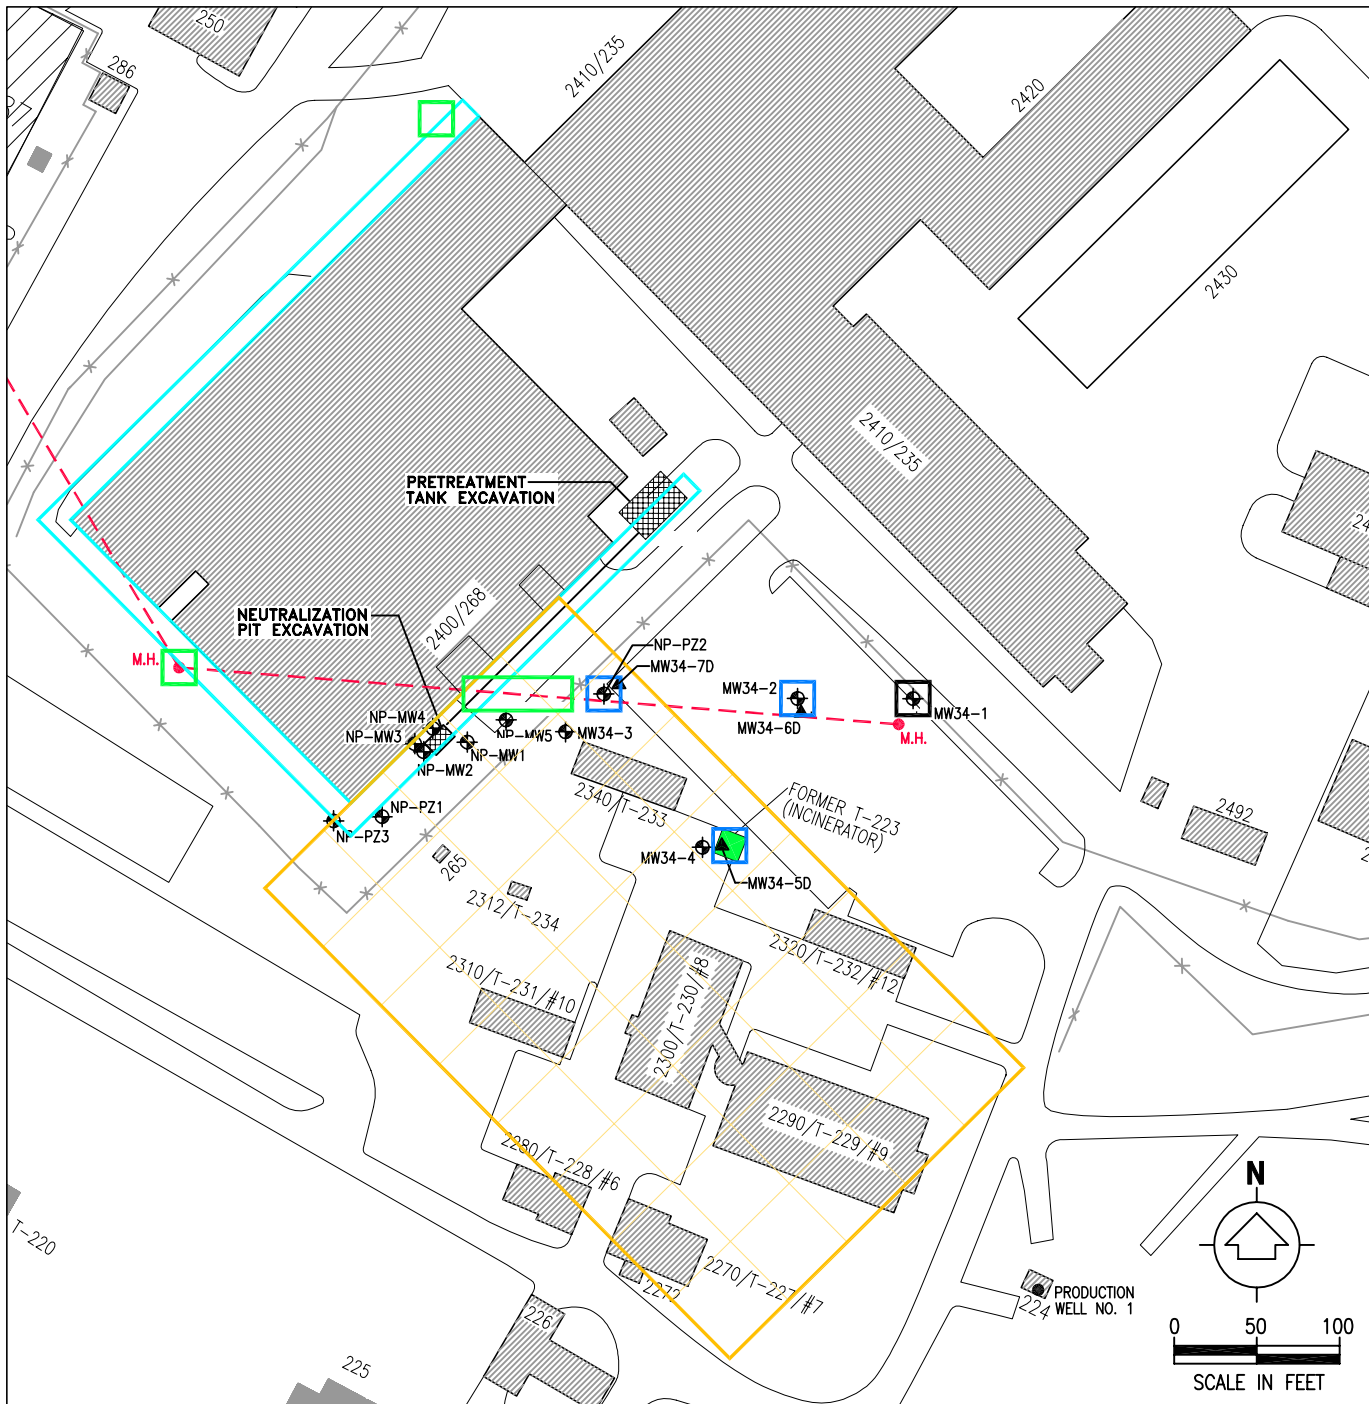 250
286
2410/235
2420
2430
2410/235
PRETREATMENT
TANK EXCAVATION
2400/268
NEUTRALIZATION
PIT EXCAVATION
M.H.
NP-PZ2
MW34-7D
MW34-2
MW34-6D
MW34-1
M.H.
NP-MW4
NP-MW3
NP-MW5
MW34-3
NP-MW1
NP-MW2
2340/T-233
FORMER T-223
(INCINERATOR)
2492
NP-PZ1
NP-PZ3
265
MW34-4
MW34-5D
2312/T-234
2320/T-232/#12
2310/T-231/#10
2300/T-230/#8
2290/T-229/#9
2280/T-228/#6
2270/T-227/#7
2272
T-220
226
225
224
PRODUCTION
WELL NO. 1
N
0 50 100
SCALE IN FEET